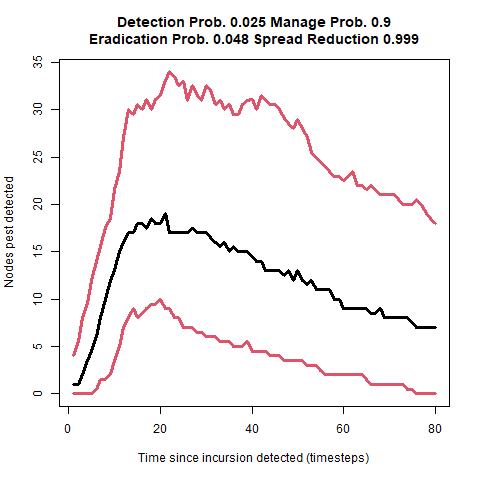 Detection Prob. 0.025 Manage Prob. 0.9
Eradication Prob. 0.048 Spread Reduction 0.999
Nodes pest detected
35
30
25
20
15
10
5
0
0 20 40 60 80
Time since incursion detected (timesteps)